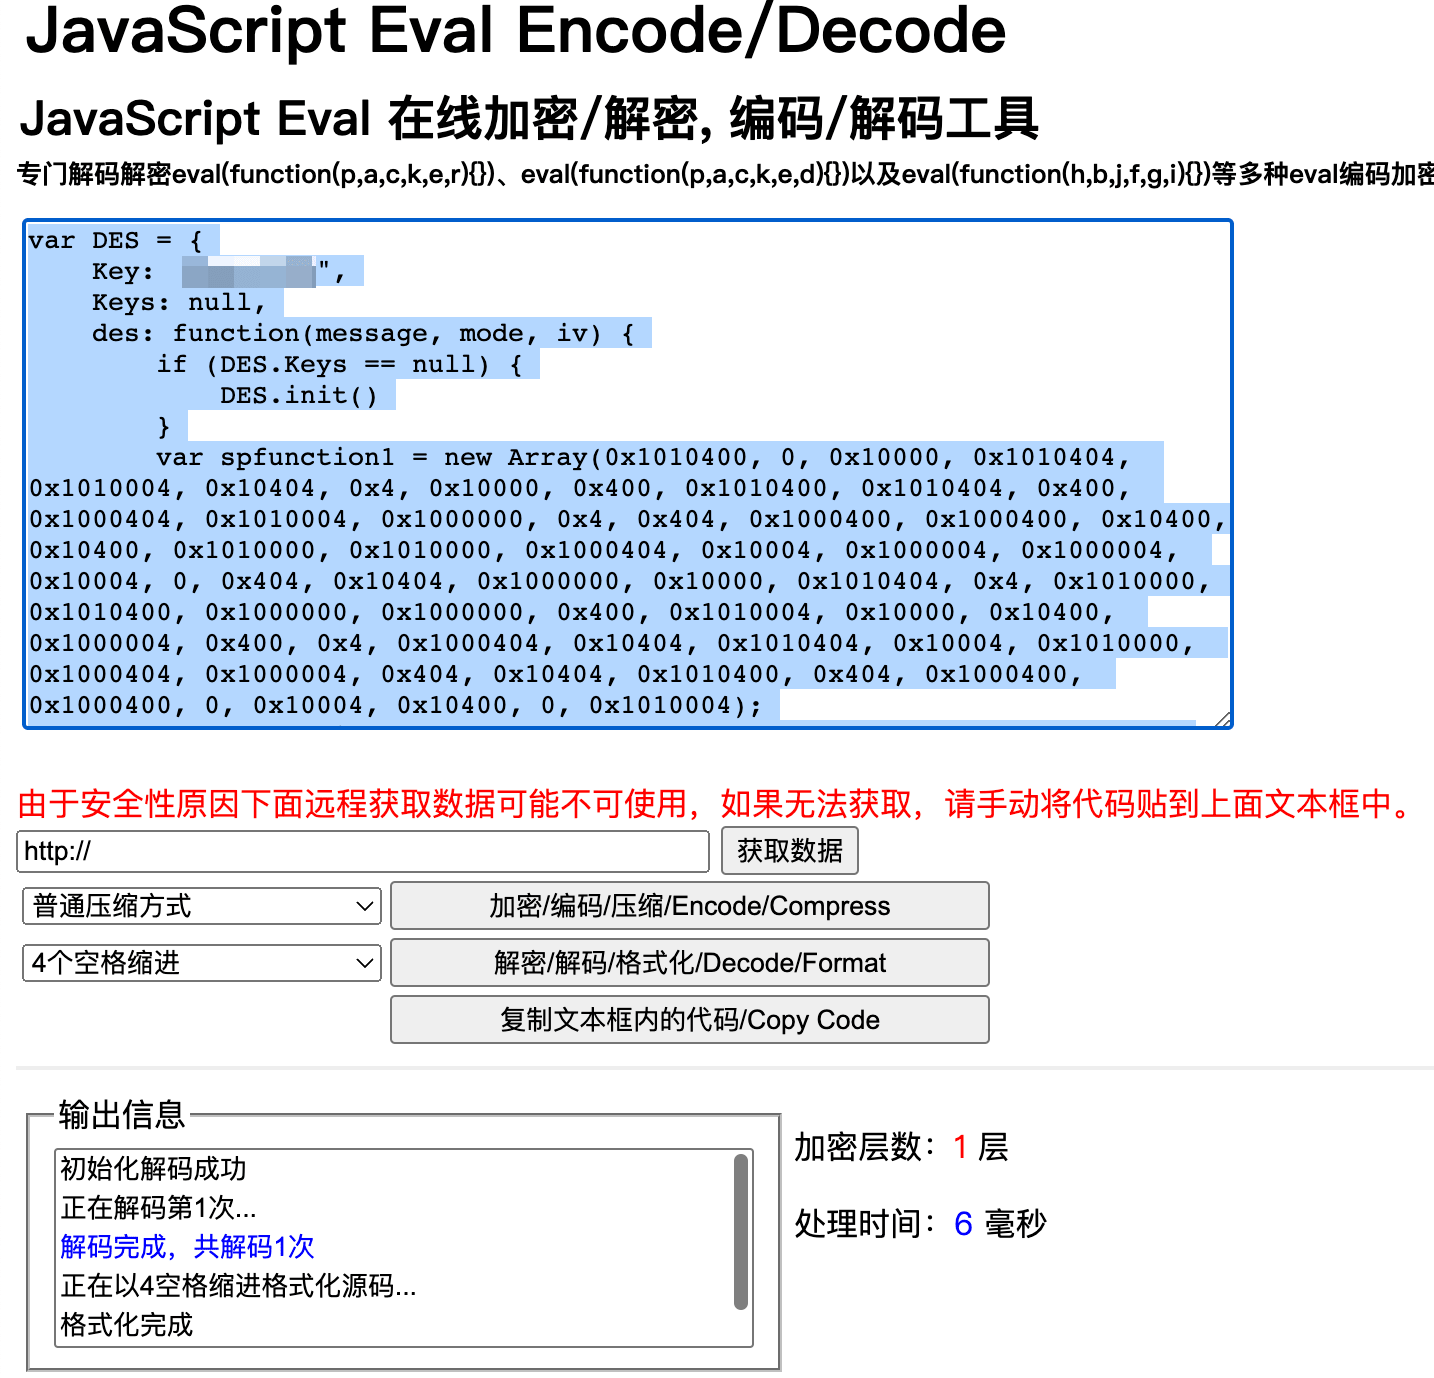 JavaScript Eval Encode/Decode
JavaScript Eval 在线加密/解密, 编码/解码工具
专门解码解密eval(function(p,a,c,k,e,r){})、eval(function(p,a,c,k,e,d){})以及eval(function(h,b,j,f,g,i){})等多种eval编码加密
var DES = {
Key: ",
Keys: null,
des: function(message, mode, iv) {
if (DES.Keys == null) {
DES.init()
}
var spfunction1 = new Array(0x1010400, 0, 0x10000, 0x1010404,
0x1010004, 0x10404, 0x4, 0x10000, 0x400, 0x1010400, 0x1010404, 0x400,
0x1000404, 0x1010004, 0x1000000, 0x4, 0x404, 0x1000400, 0x1000400, 0x10400,
0x10400, 0x1010000, 0x1010000, 0x1000404, 0x10004, 0x1000004, 0x1000004,
0x10004, 0, 0x404, 0x10404, 0x1000000, 0x10000, 0x1010404, 0x4, 0x1010000,
0x1010400, 0x1000000, 0x1000000, 0x400, 0x1010004, 0x10000, 0x10400,
0x1000004, 0x400, 0x4, 0x1000404, 0x10404, 0x1010404, 0x10004, 0x1010000,
0x1000404, 0x1000004, 0x404, 0x10404, 0x1010400, 0x404, 0x1000400,
0x1000400, 0, 0x10004, 0x10400, 0, 0x1010004);
由于安全性原因下面远程获取数据可能不可使用，如果无法获取，请手动将代码贴到上面文本框中。
http:// 获取数据
普通压缩方式 加密/编码/压缩/Encode/Compress
4个空格缩进 解密/解码/格式化/Decode/Format
复制文本框内的代码/Copy Code
输出信息
初始化解码成功
正在解码第1次...
解码完成，共解码1次
正在以4空格缩进格式化源码...
格式化完成
加密层数：1 层
处理时间：6 毫秒